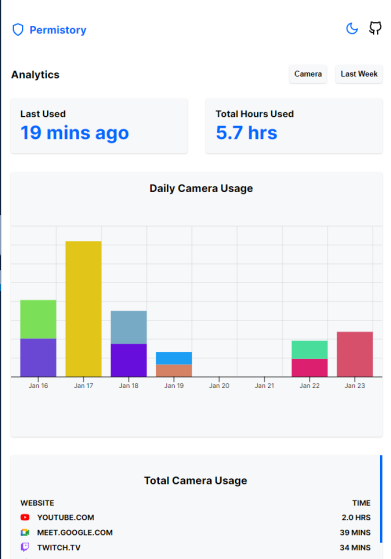 Permistory
Analytics
Camera Last Week
Last Used Total Hours Used
19 mins ago 5.7 hrs
Daily Camera Usage
Jan 16 Jan 17 Jan 18 Jan 19 Jan 20 Jan 21 Jan 22 Jan 23
Total Camera Usage
WEBSITE TIME
YOUTUBE.COM 2.0 HRS
MEET.GOOGLE.COM 39 MINS
TWITCH.TV 34 MINS